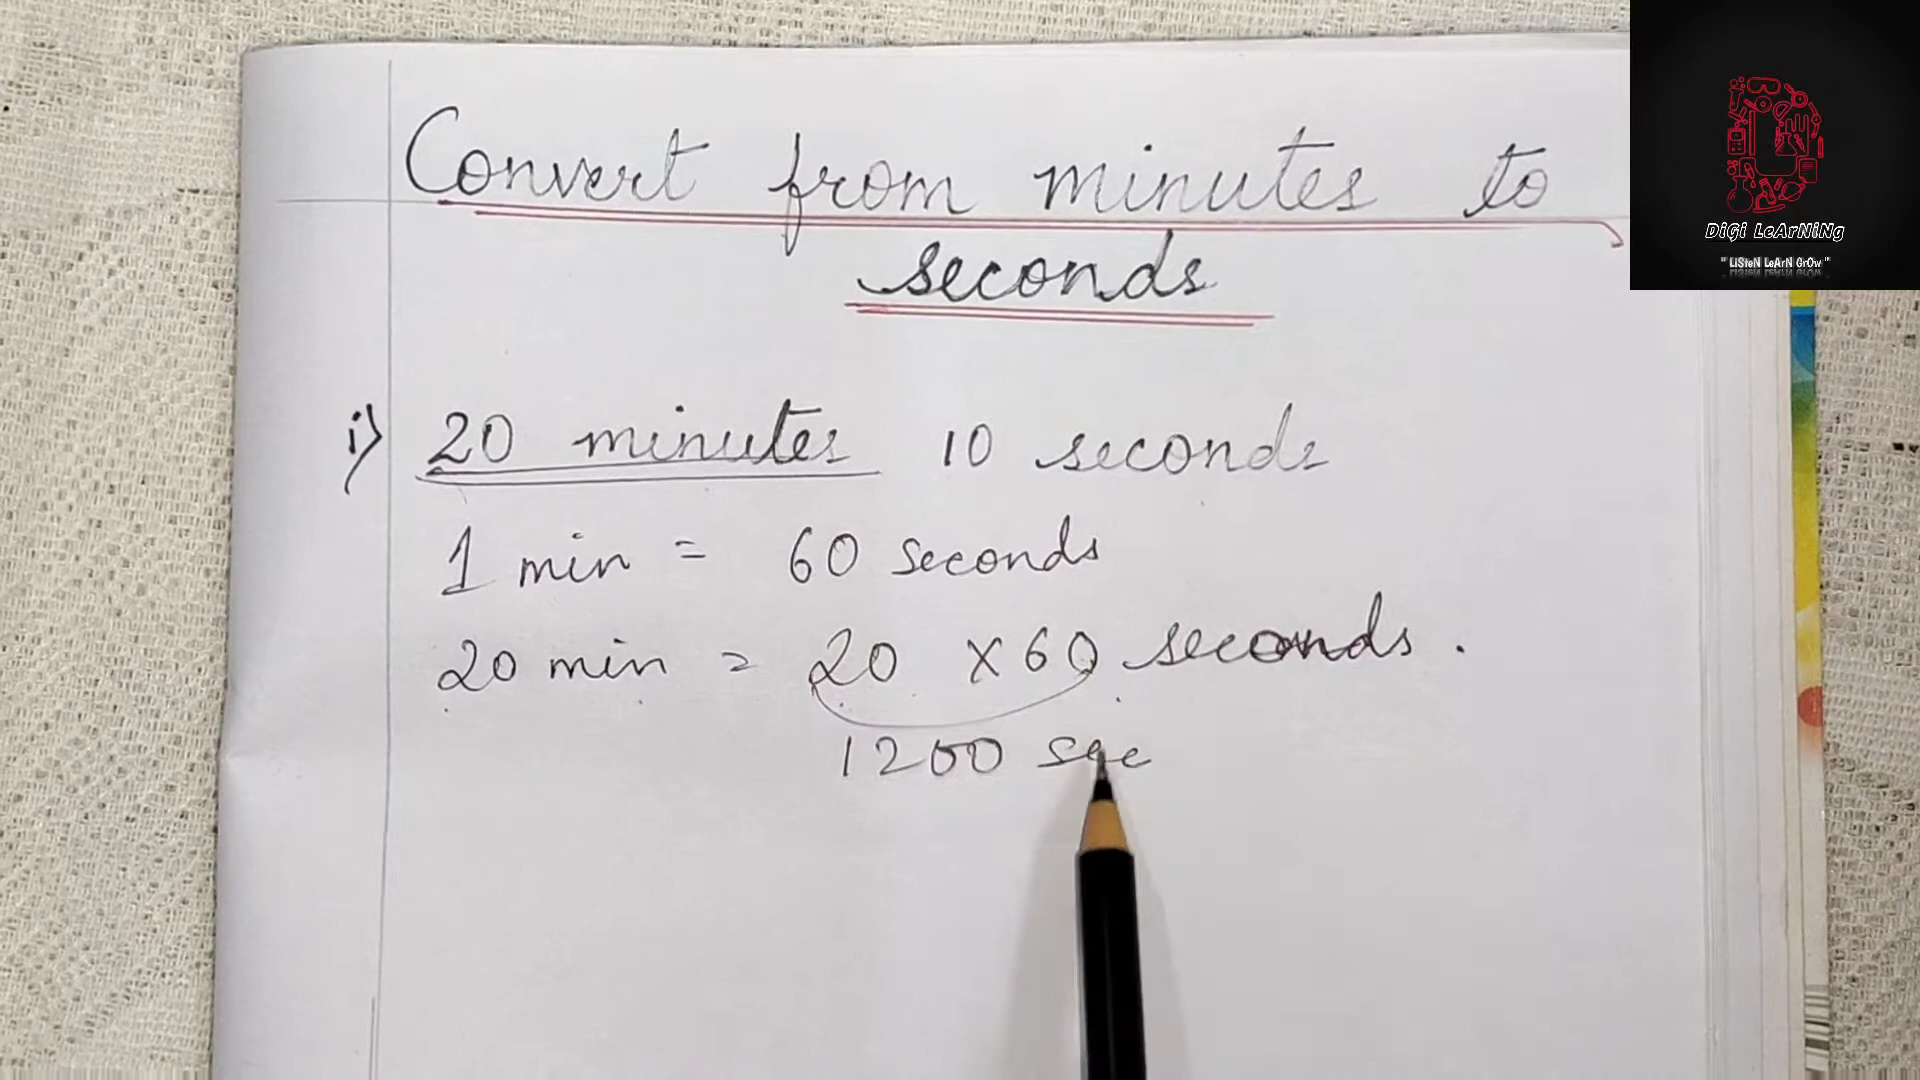 Convert from minutes to
seconds
i) 20 minutes 10 seconds
1 min = 60 seconds
20 min = 20 x 60 seconds.
1200 sec
DiGi LeArNiNg
"LISteN LeArN GrOw"